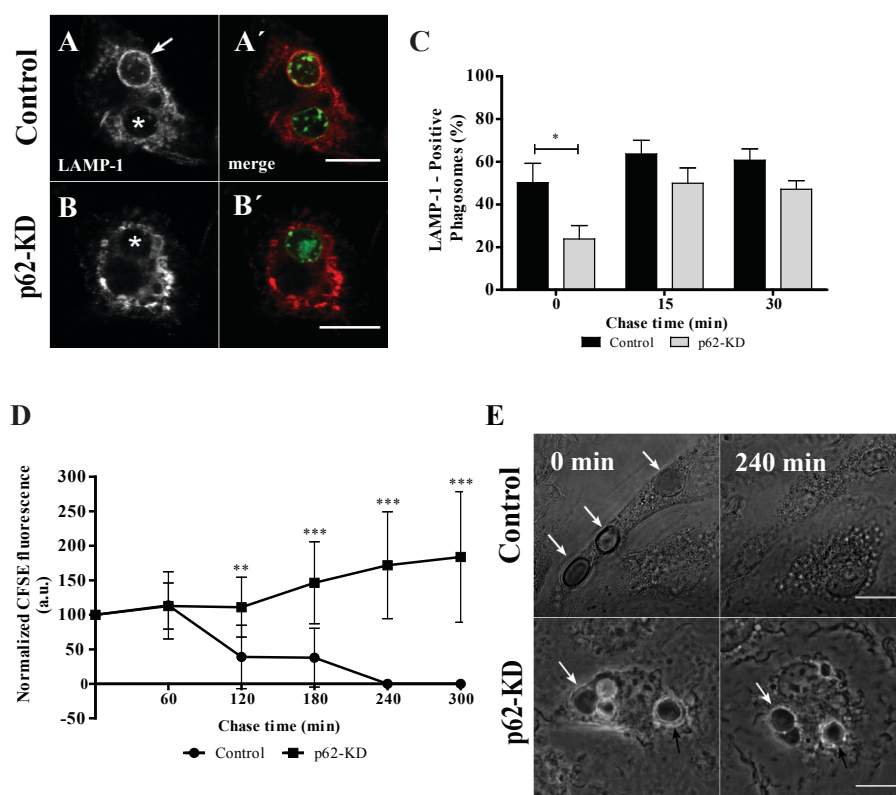 A
A´
Control
*
LAMP-1
merge
B
B´
p62-KD
*
C
LAMP-1 - Positive
Phagosomes (%)
100
80
60
40
20
0
*
0
15
30
Chase time (min)
Control
p62-KD
D
Normalized CFSE fluorescence
(a.u.)
300
250
200
150
100
50
0
-50
**
***
***
***
60
120
180
240
300
Chase time (min)
Control
p62-KD
E
Control
0 min
240 min
p62-KD